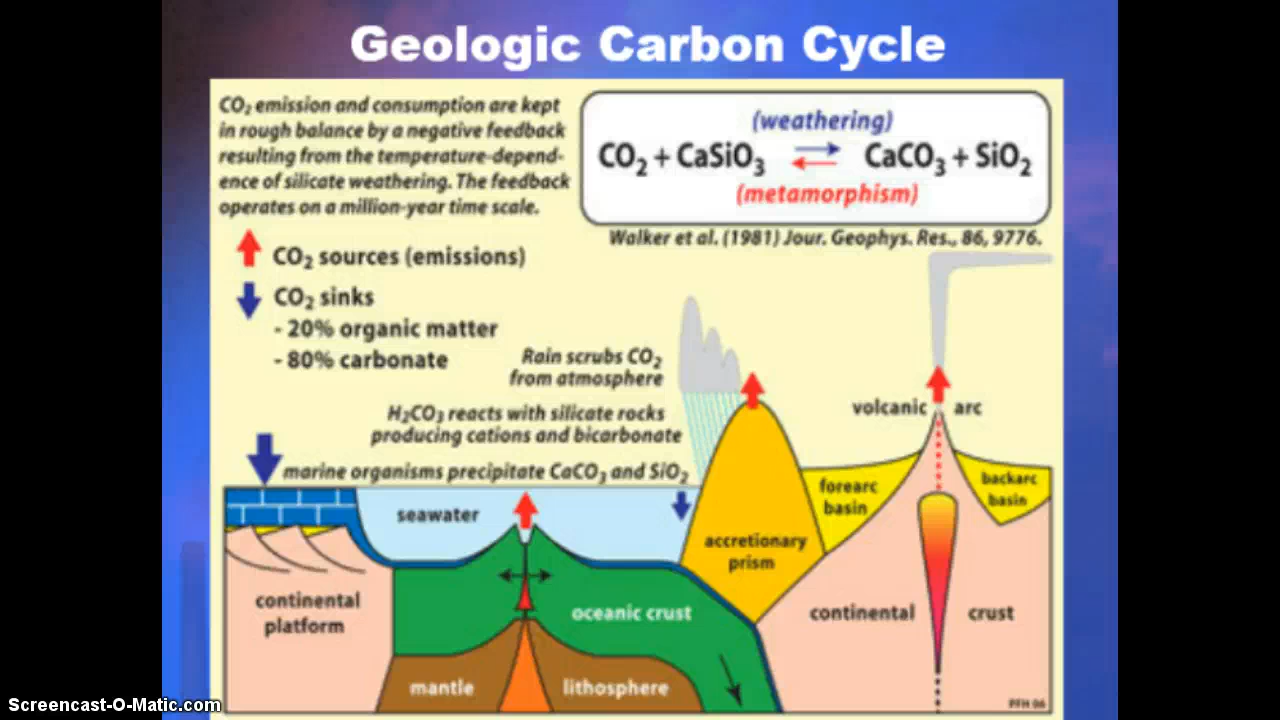 Geologic Carbon Cycle
CO₂ emission and consumption are kept
in rough balance by a negative feedback
resulting from the temperature-depend-
ence of silicate weathering. The feedback
operates on a million-year time scale.
(weathering)
CO₂ + CaSiO₃ ⇄ CaCO₃ + SiO₂
(metamorphism)
Walker et al. (1981) Jour. Geophys. Res., 86, 9776.
CO₂ sources (emissions)
CO₂ sinks
- 20% organic matter
- 80% carbonate
Rain scrubs CO₂
from atmosphere
H₂CO₃ reacts with silicate rocks
producing cations and bicarbonate
marine organisms precipitate CaCO₃ and SiO₂
volcanic arc
seawater
forearc
basin
backarc
basin
accretionary
prism
continental
platform
oceanic crust
continental crust
mantle lithosphere
PFH 06
Screencast-O-Matic.com